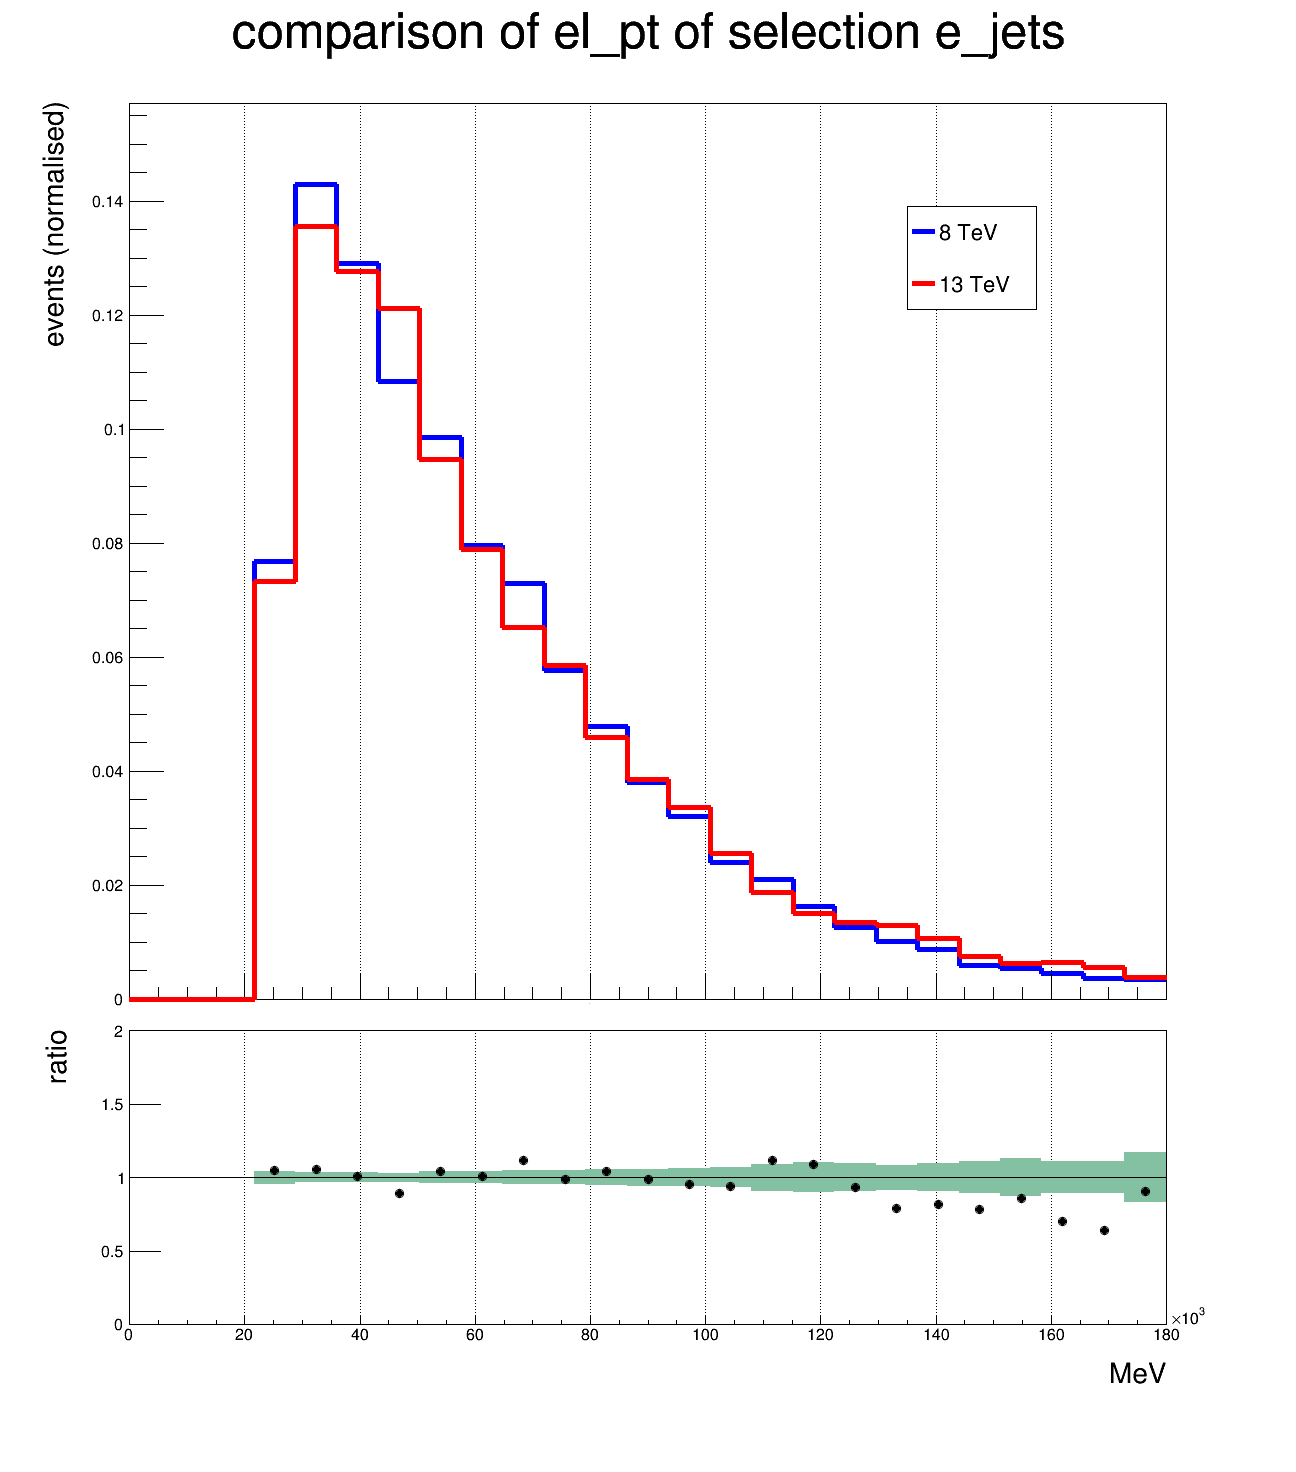 comparison of el_pt of selection e_jets
events (normalised)
0.14
0.12
0.1
0.08
0.06
0.04
0.02
0
8 TeV
13 TeV
ratio
2
1.5
1
0.5
0
0 20 40 60 80 100 120 140 160 180
×10³
MeV